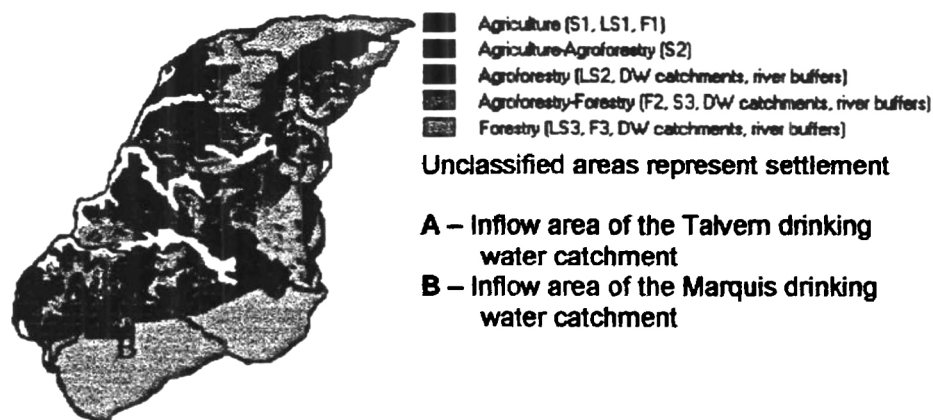 Agriculture (S1, LS1, F1)
Agriculture-Agroforestry (S2)
Agroforestry (LS2, DW catchments, river buffers)
Agroforestry-Forestry (F2, S3, DW catchments, river buffers)
Forestry (LS3, F3, DW catchments, river buffers)
Unclassified areas represent settlement
A – Inflow area of the Talvern drinking
water catchment
B – Inflow area of the Marquis drinking
water catchment
A
B